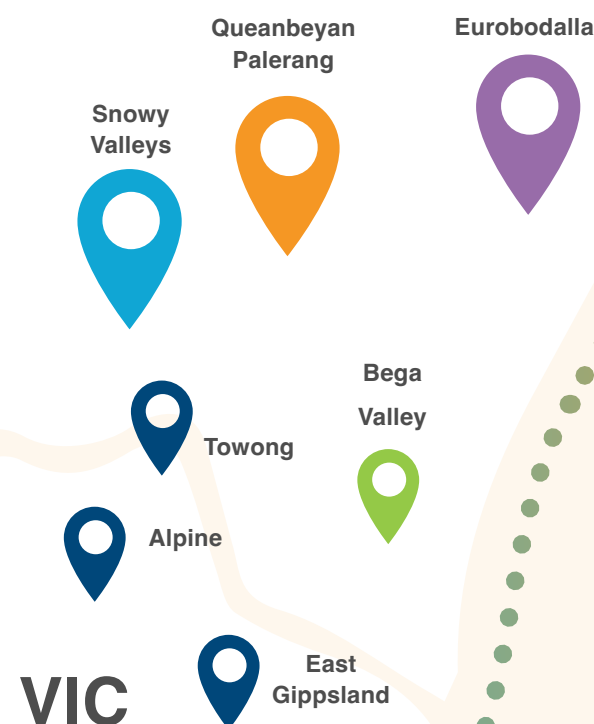 Queanbeyan
Palerang
Eurobodalla
Snowy
Valleys
Bega
Valley
Towong
Alpine
East
Gippsland
VIC